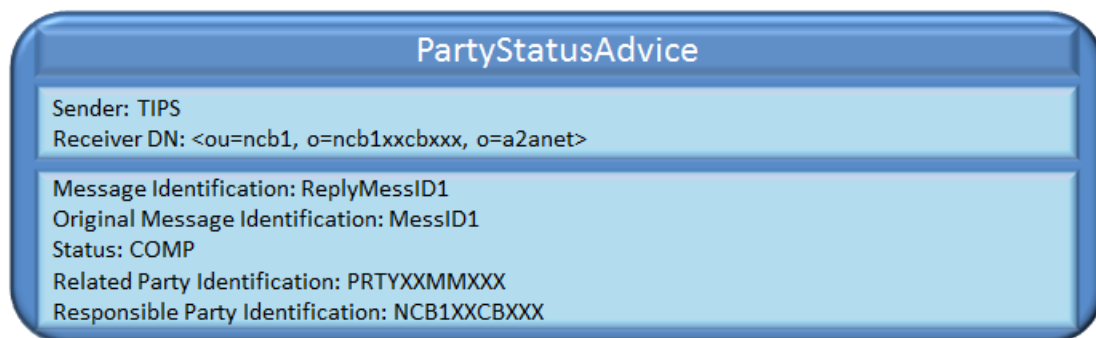 PartyStatusAdvice
Sender: TIPS
Receiver DN: <ou=ncb1, o=ncb1xxcbxxx, o=a2anet>
Message Identification: ReplyMessID1
Original Message Identification: MessID1
Status: COMP
Related Party Identification: PRTYXXMMXXX
Responsible Party Identification: NCB1XXCBXXX